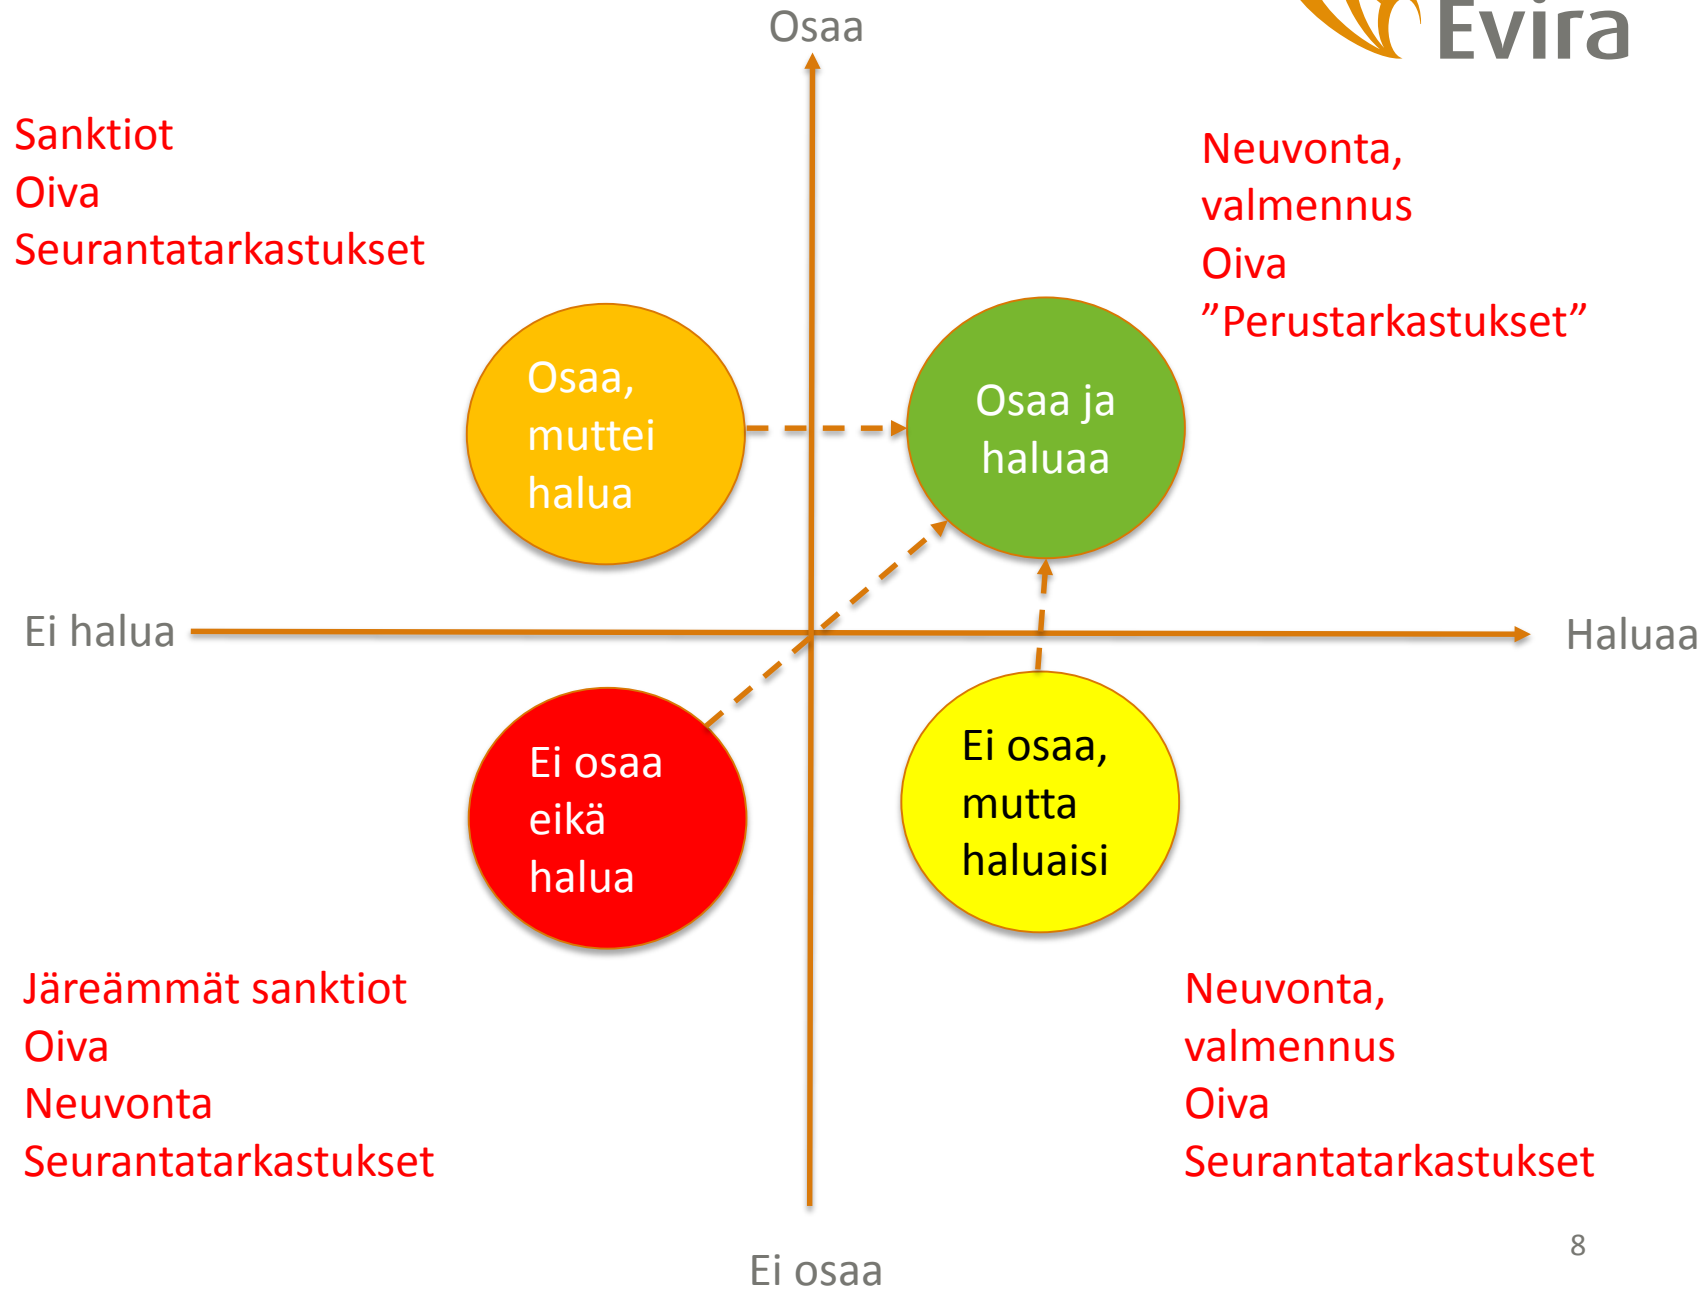 Osaa
Evira
Sanktiot
Oiva
Seurantatarkastukset
Neuvonta,
valmennus
Oiva
”Perustarkastukset”
Osaa,
muttei
halua
Osaa ja
haluaa
Ei halua
Haluaa
Ei osaa
eikä
halua
Ei osaa,
mutta
haluaisi
Järeämmät sanktiot
Oiva
Neuvonta
Seurantatarkastukset
Neuvonta,
valmennus
Oiva
Seurantatarkastukset
Ei osaa
8